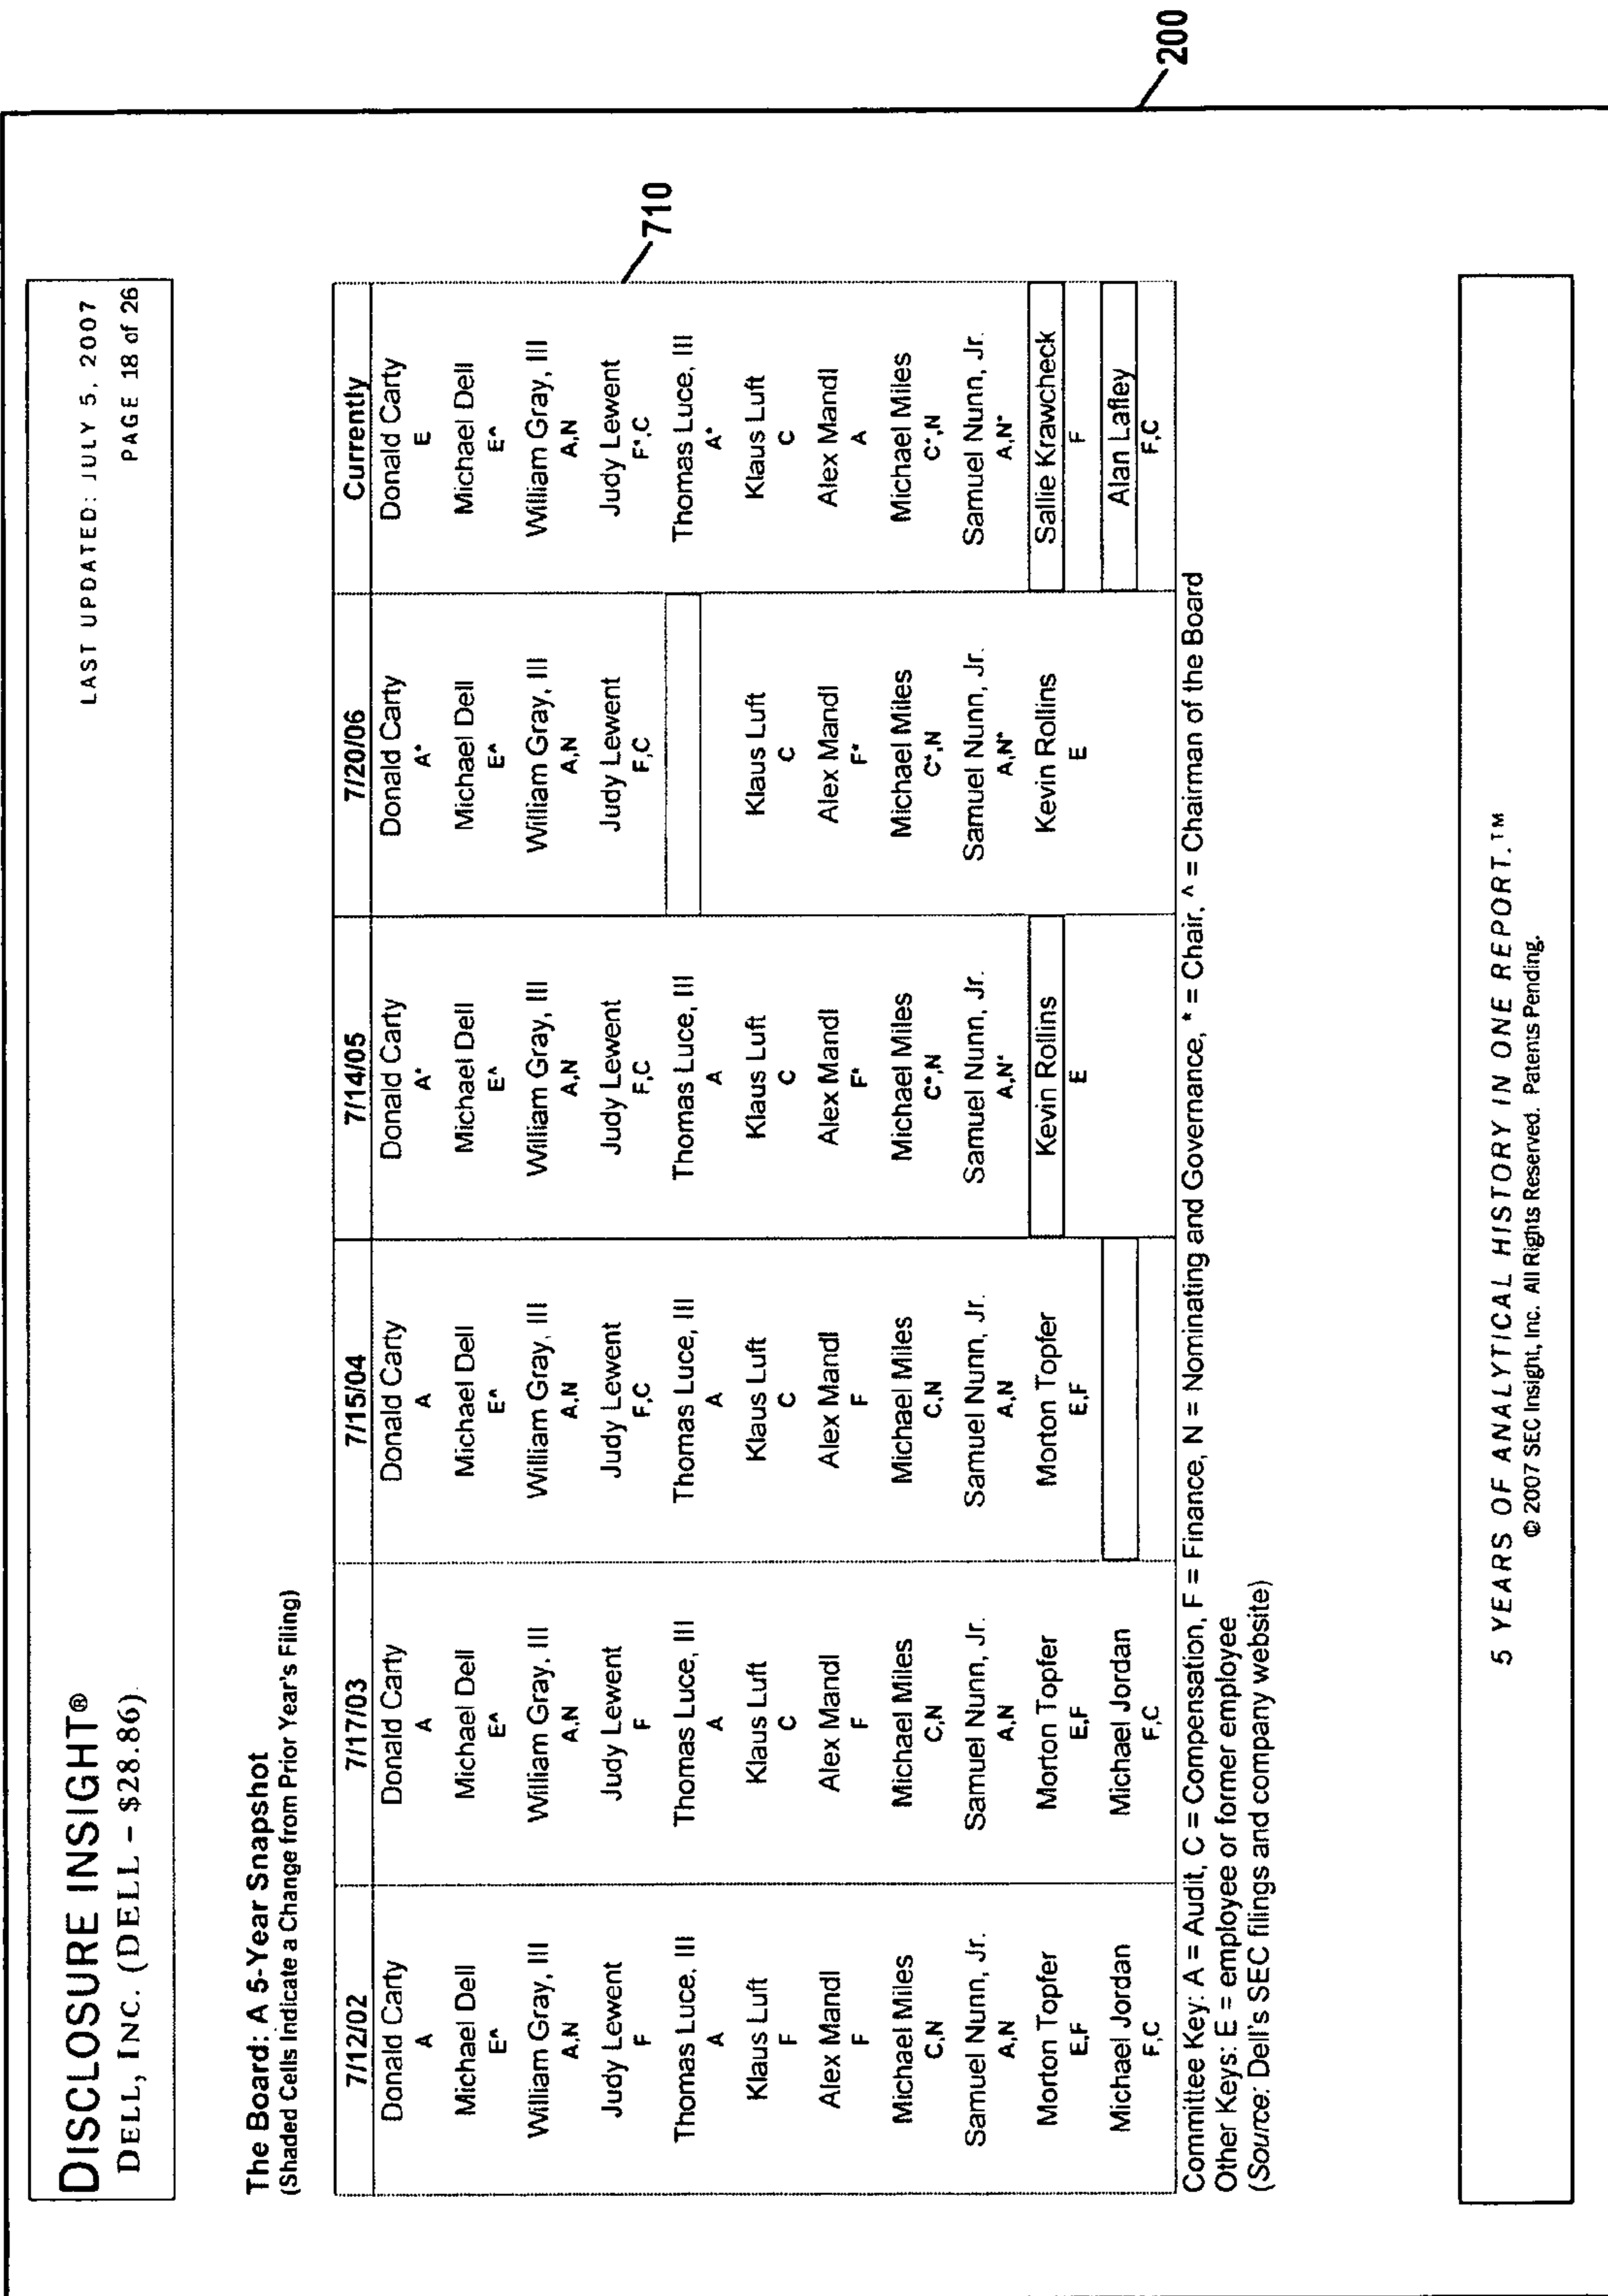 DISCLOSURE INSIGHT®
DELL, INC. (DELL – $28.86)
LAST UPDATED: JULY 5, 2007
PAGE 18 of 26
The Board: A 5-Year Snapshot
(Shaded Cells Indicate a Change from Prior Year's Filing)
7/12/02 7/17/03 7/15/04 7/14/05 7/20/06 Currently
Donald Carty Donald Carty Donald Carty Donald Carty Donald Carty Donald Carty
A A A A* A* E
Michael Dell Michael Dell Michael Dell Michael Dell Michael Dell Michael Dell
E^ E^ E^ E^ E^ E^
William Gray, III William Gray, III William Gray, III William Gray, III William Gray, III William Gray, III
A,N A,N A,N A,N A,N A,N
Judy Lewent Judy Lewent Judy Lewent Judy Lewent Judy Lewent Judy Lewent
F F F,C F,C F,C F*,C
Thomas Luce, III Thomas Luce, III Thomas Luce, III Thomas Luce, III Thomas Luce, III
A A A A A*
Klaus Luft Klaus Luft Klaus Luft Klaus Luft Klaus Luft Klaus Luft
F C C C C C
Alex Mandl Alex Mandl Alex Mandl Alex Mandl Alex Mandl Alex Mandl
F F F F* F* A
Michael Miles Michael Miles Michael Miles Michael Miles Michael Miles Michael Miles
C,N C,N C,N C*,N C*,N C*,N
Samuel Nunn, Jr. Samuel Nunn, Jr. Samuel Nunn, Jr. Samuel Nunn, Jr. Samuel Nunn, Jr. Samuel Nunn, Jr.
A,N A,N A,N A,N* A,N* A,N*
Morton Topfer Morton Topfer Morton Topfer Kevin Rollins Kevin Rollins Sallie Krawcheck
E,F E,F E,F E E F
Michael Jordan Michael Jordan Alan Lafley
F,C F,C F,C
710
Committee Key: A = Audit, C = Compensation, F = Finance, N = Nominating and Governance, * = Chair, ^ = Chairman of the Board
Other Keys: E = employee or former employee
(Source: Dell's SEC filings and company website)
5 YEARS OF ANALYTICAL HISTORY IN ONE REPORT.™
© 2007 SEC Insight, Inc. All Rights Reserved. Patents Pending.
200